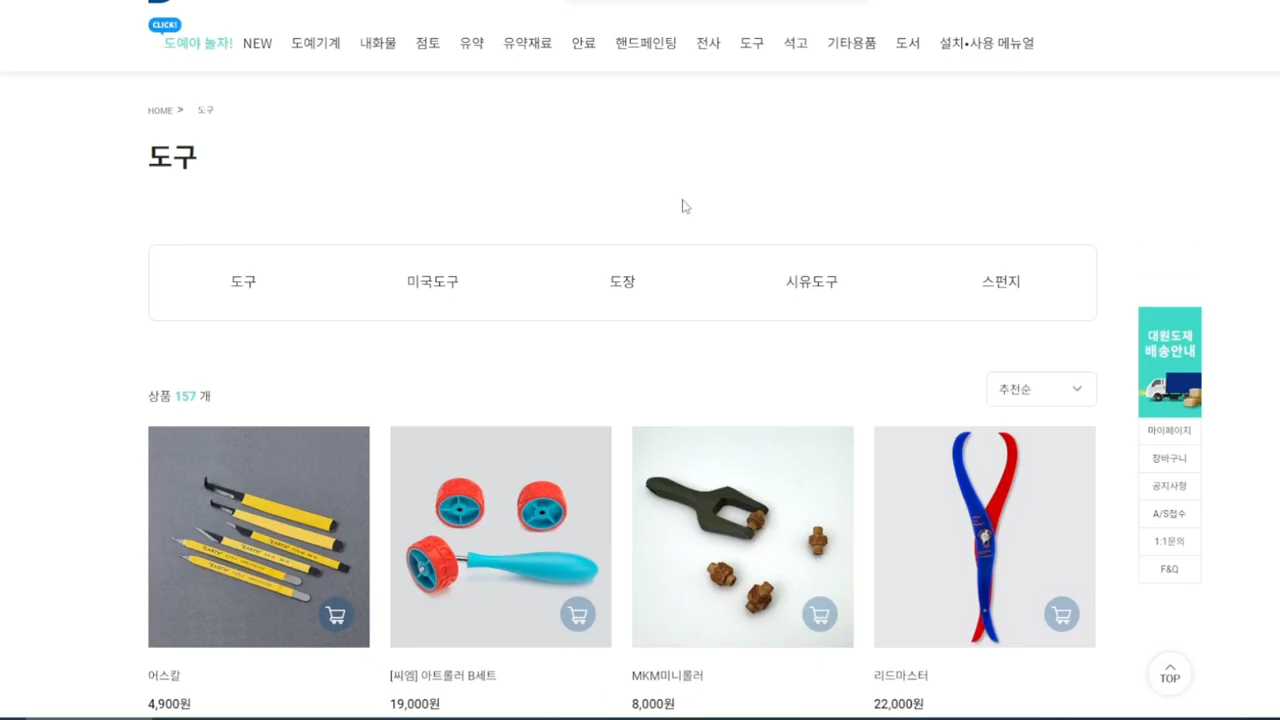 CLICK!
도예야 놀자! NEW 도예기계 내화물 점토 유약 유약재료 안료 핸드페인팅 전사 도구 석고 기타용품 도서 설치•사용 메뉴얼
HOME > 도구
도구
도구 미국도구 도장 시유도구 스펀지
상품 157 개
추천순
대원도재
배송안내
마이페이지
장바구니
공지사항
A/S접수
1:1문의
F&Q
어스칼 [씨엠] 아트롤러 B세트 MKM미니롤러 리드마스터
4,900원 19,000원 8,000원 22,000원
TOP